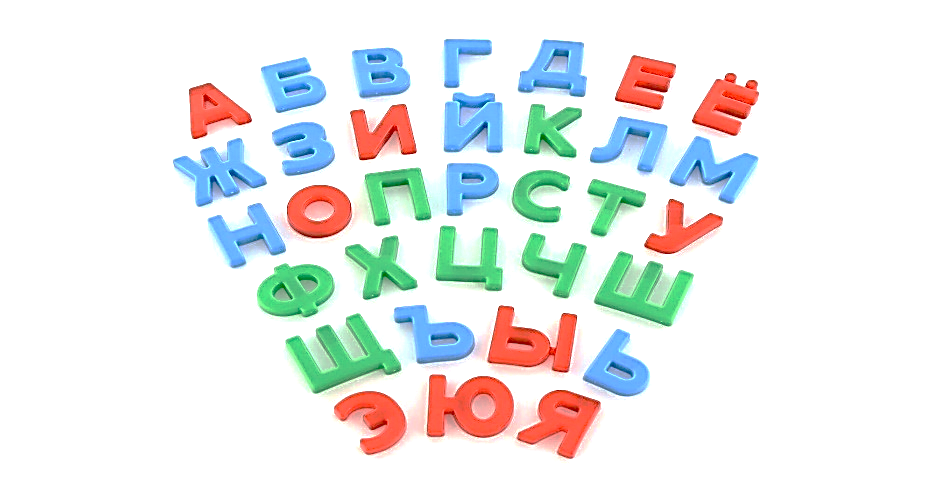 А Б В Г Д Е Ё
Ж З И Й К Л М
Н О П Р С Т У
Ф Х Ц Ч Ш
Щ Ъ Ы Ь
Э Ю Я